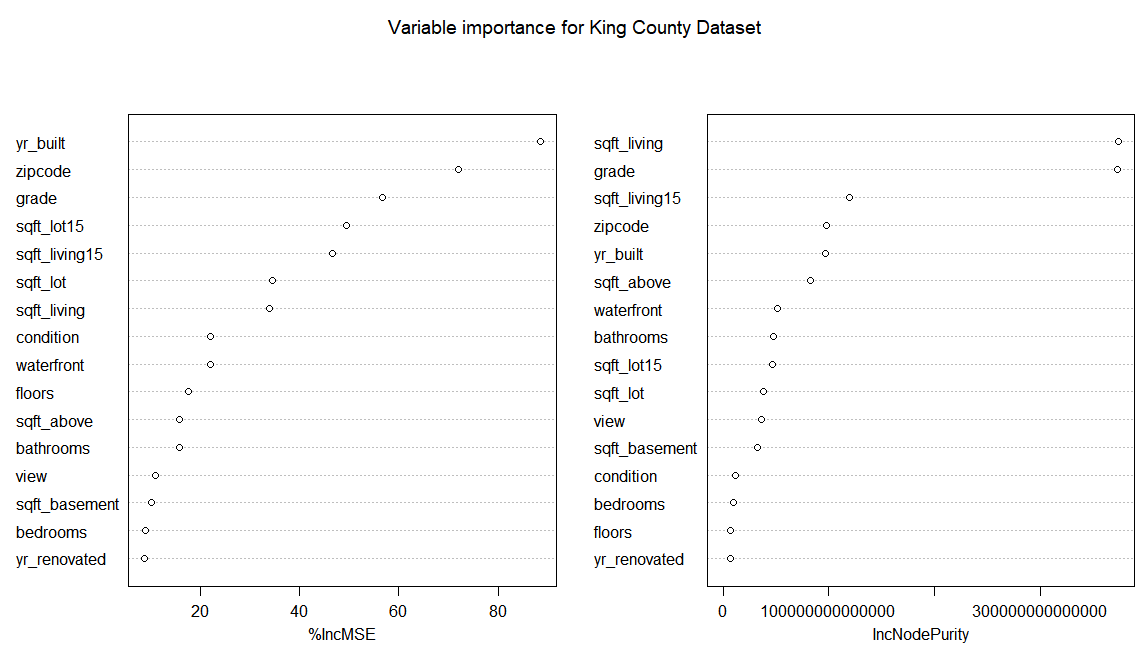 Variable importance for King County Dataset
yr_built
zipcode
grade
sqft_lot15
sqft_living15
sqft_lot
sqft_living
condition
waterfront
floors
sqft_above
bathrooms
view
sqft_basement
bedrooms
yr_renovated
20 40 60 80
%IncMSE
sqft_living
grade
sqft_living15
zipcode
yr_built
sqft_above
waterfront
bathrooms
sqft_lot15
sqft_lot
view
sqft_basement
condition
bedrooms
floors
yr_renovated
0 100000000000000 300000000000000
IncNodePurity